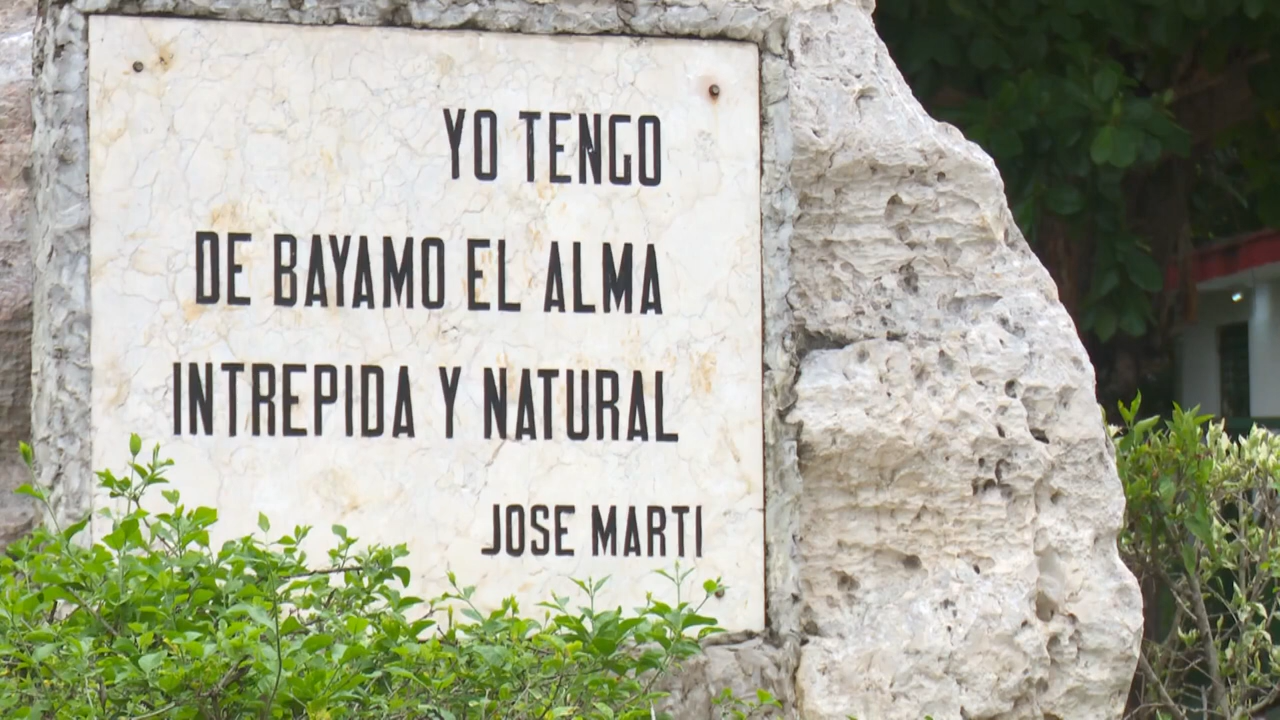 YO TENGO
DE BAYAMO EL ALMA
INTREPIDA Y NATURAL
JOSE MARTI